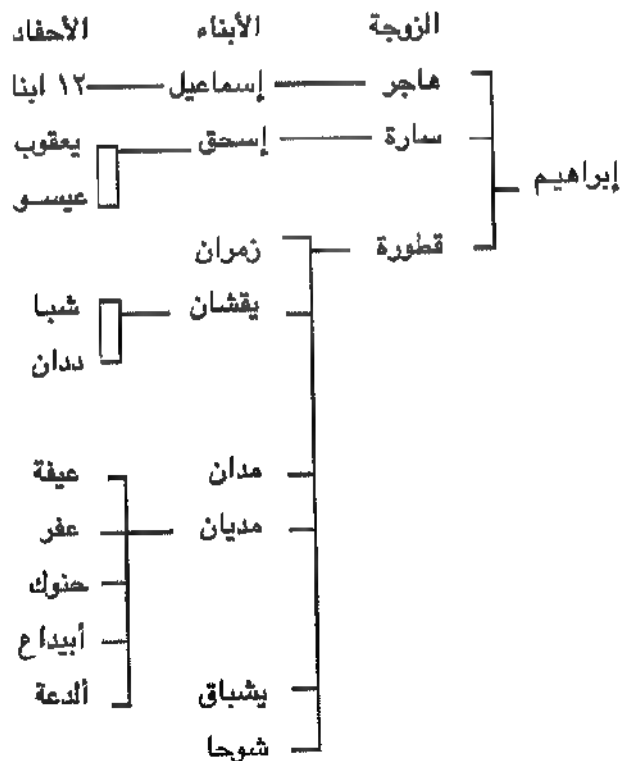 الزوجة الأبناء الأحفاد
هاجر إسماعيل ١٢ ابنا
سارة إسحق يعقوب
إبراهيم
عيسو
قطورة زمران
يقشان شبا
ددان
مدان عيفة
مديان عفر
حنوك
أبيداع
يشباق ألدعة
شوحا